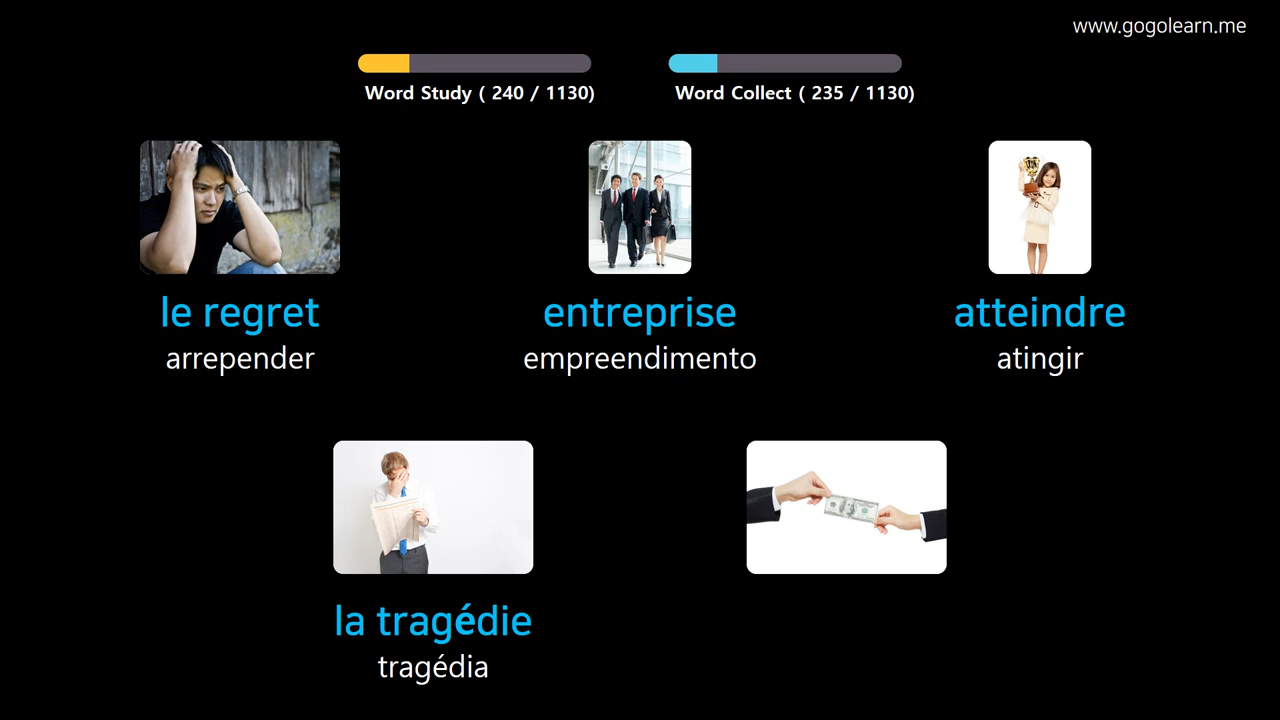 www.gogolearn.me
Word Study ( 240 / 1130)
Word Collect ( 235 / 1130)
le regret
arrepender
entreprise
empreendimento
atteindre
atingir
la tragédie
tragédia